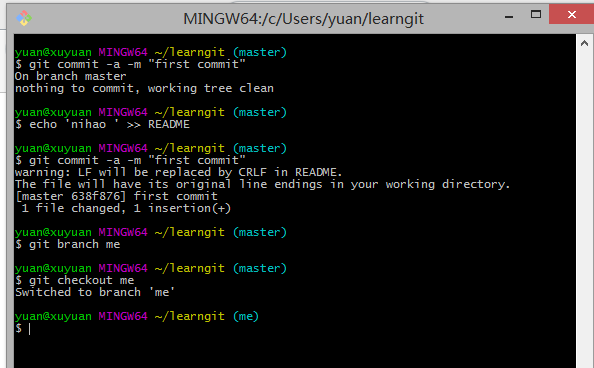 MINGW64:/c/Users/yuan/learngit
yuan@xuyuan MINGW64 ~/learngit (master)
$ git commit -a -m "first commit"
On branch master
nothing to commit, working tree clean
yuan@xuyuan MINGW64 ~/learngit (master)
$ echo 'nihao ' >> README
yuan@xuyuan MINGW64 ~/learngit (master)
$ git commit -a -m "first commit"
warning: LF will be replaced by CRLF in README.
The file will have its original line endings in your working directory.
[master 638f876] first commit
 1 file changed, 1 insertion(+)
yuan@xuyuan MINGW64 ~/learngit (master)
$ git branch me
yuan@xuyuan MINGW64 ~/learngit (master)
$ git checkout me
Switched to branch 'me'
yuan@xuyuan MINGW64 ~/learngit (me)
$